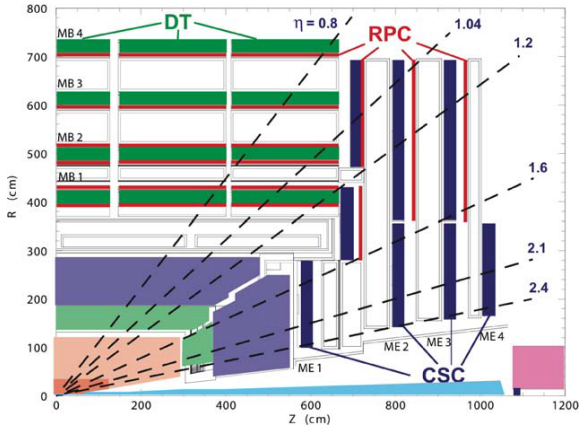 800
700
600
500
400
300
200
100
0
R (cm)
MB 4
MB 3
MB 2
MB 1
DT
η = 0.8
RPC
1.04
1.2
1.6
2.1
2.4
ME 1
ME 2
ME 3
ME 4
CSC
0
200
400
600
800
1000
1200
Z (cm)